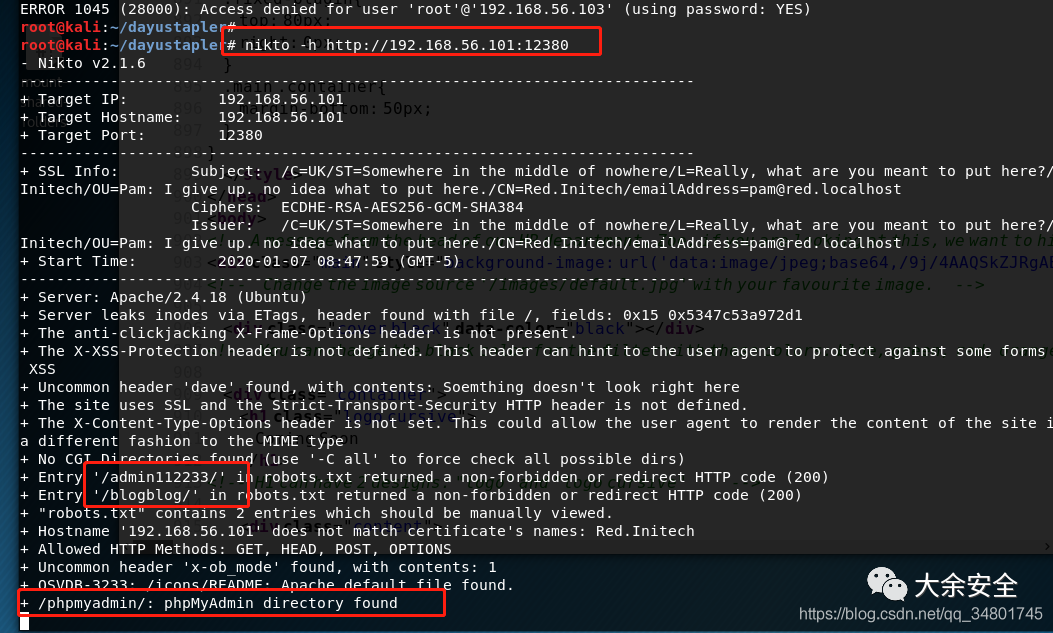 ERROR 1045 (28000): Access denied for user 'root'@'192.168.56.103' (using password: YES)
root@kali:~/dayustapler#
root@kali:~/dayustapler# nikto -h http://192.168.56.101:12380
- Nikto v2.1.6
---------------------------------------------------------------------------
+ Target IP:          192.168.56.101
+ Target Hostname:    192.168.56.101
+ Target Port:        12380
---------------------------------------------------------------------------
+ SSL Info:        Subject:  /C=UK/ST=Somewhere in the middle of nowhere/L=Really, what are you meant to put here?/
Initech/OU=Pam: I give up. no idea what to put here./CN=Red.Initech/emailAddress=pam@red.localhost
                   Ciphers:  ECDHE-RSA-AES256-GCM-SHA384
                   Issuer:   /C=UK/ST=Somewhere in the middle of nowhere/L=Really, what are you meant to put here?/
Initech/OU=Pam: I give up. no idea what to put here./CN=Red.Initech/emailAddress=pam@red.localhost
+ Start Time:         2020-01-07 08:47:59 (GMT-5)
---------------------------------------------------------------------------
+ Server: Apache/2.4.18 (Ubuntu)
+ Server leaks inodes via ETags, header found with file /, fields: 0x15 0x5347c53a972d1
+ The anti-clickjacking X-Frame-Options header is not present.
+ The X-XSS-Protection header is not defined. This header can hint to the user agent to protect against some forms
 XSS
+ Uncommon header 'dave' found, with contents: Soemthing doesn't look right here
+ The site uses SSL and the Strict-Transport-Security HTTP header is not defined.
+ The X-Content-Type-Options header is not set. This could allow the user agent to render the content of the site i
a different fashion to the MIME type
+ No CGI Directories found (use '-C all' to force check all possible dirs)
+ Entry '/admin112233/' in robots.txt returned a non-forbidden or redirect HTTP code (200)
+ Entry '/blogblog/' in robots.txt returned a non-forbidden or redirect HTTP code (200)
+ "robots.txt" contains 2 entries which should be manually viewed.
+ Hostname '192.168.56.101' does not match certificate's names: Red.Initech
+ Allowed HTTP Methods: GET, HEAD, POST, OPTIONS
+ Uncommon header 'x-ob_mode' found, with contents: 1
+ OSVDB-3233: /icons/README: Apache default file found.
+ /phpmyadmin/: phpMyAdmin directory found
大余安全
https://blog.csdn.net/qq_34801745